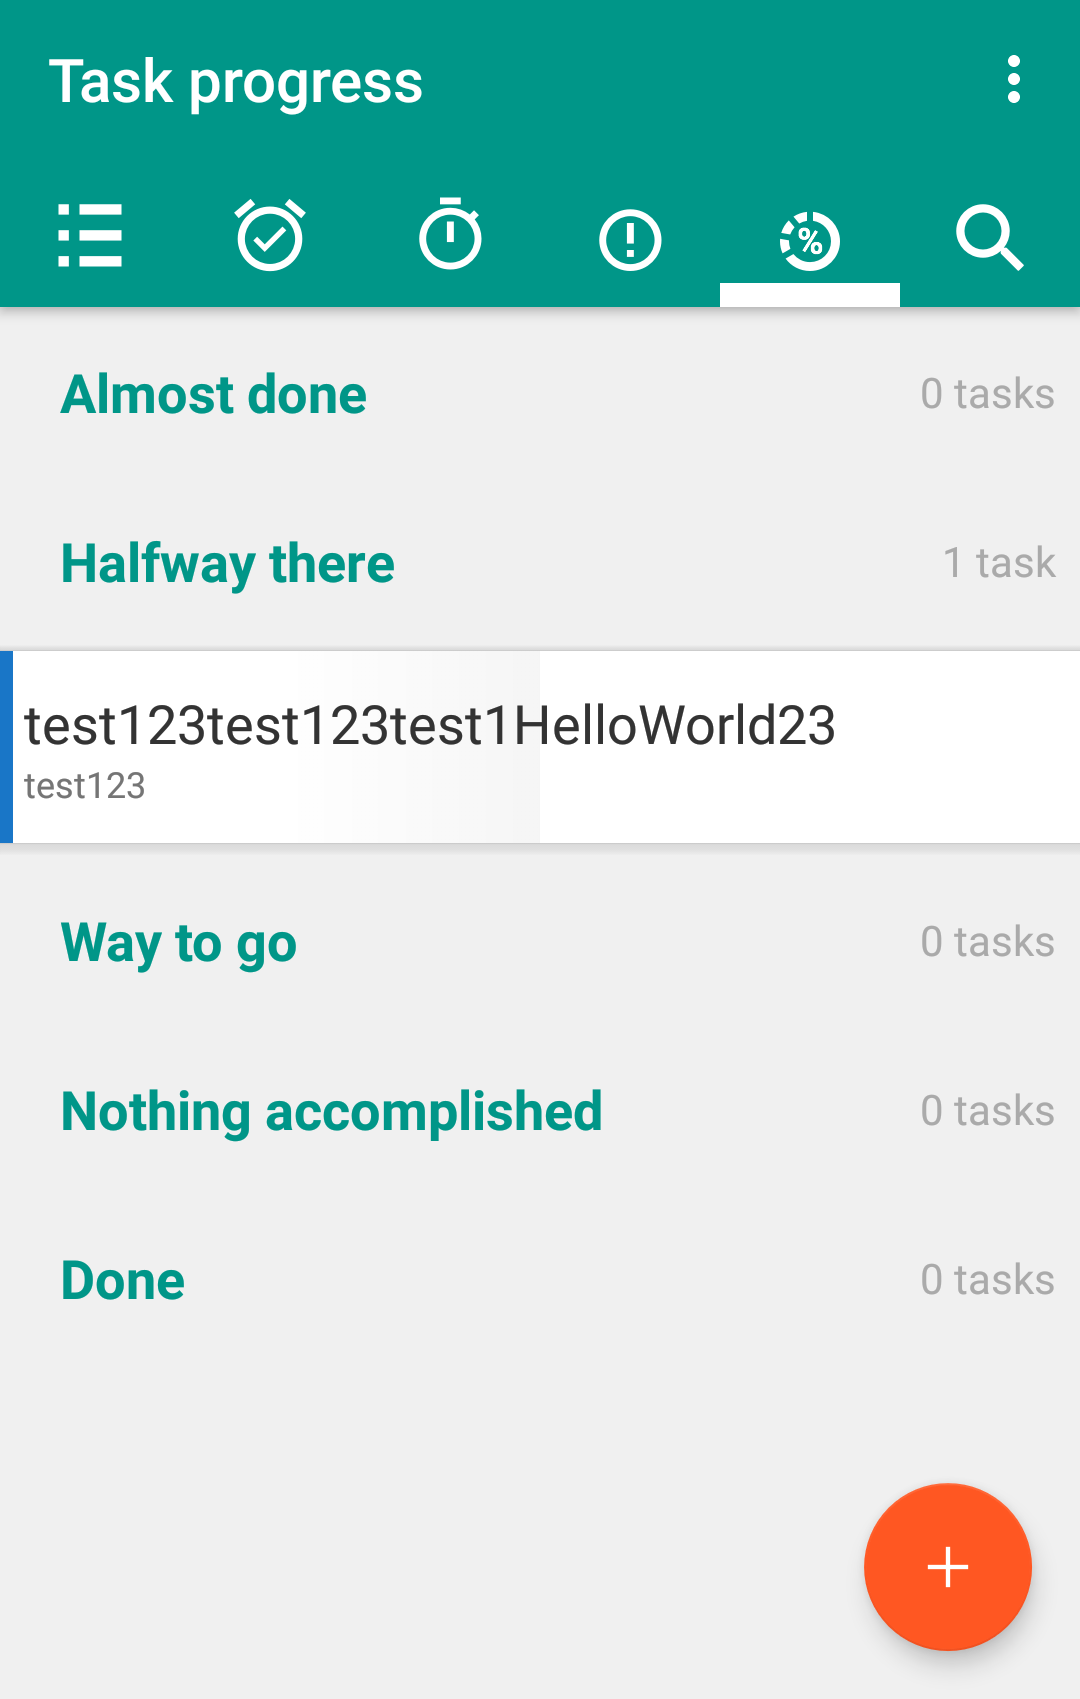 Task progress
%
Almost done 0 tasks
Halfway there 1 task
test123test123test1HelloWorld23
test123
Way to go 0 tasks
Nothing accomplished 0 tasks
Done 0 tasks